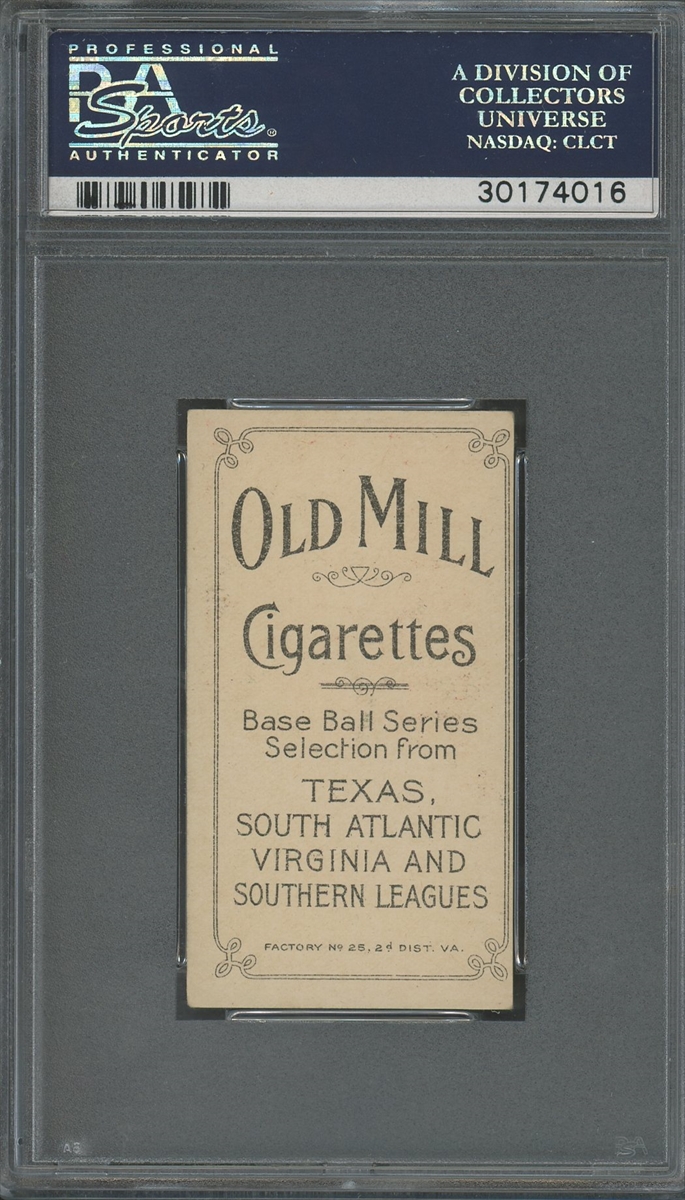 PROFESSIONAL
PSA
Sports®
AUTHENTICATOR
A DIVISION OF
COLLECTORS
UNIVERSE
NASDAQ: CLCT
30174016
OLD MILL
Cigarettes
Base Ball Series
Selection from
TEXAS,
SOUTH ATLANTIC
VIRGINIA AND
SOUTHERN LEAGUES
FACTORY Nº 25, 2d DIST. VA.
PSA